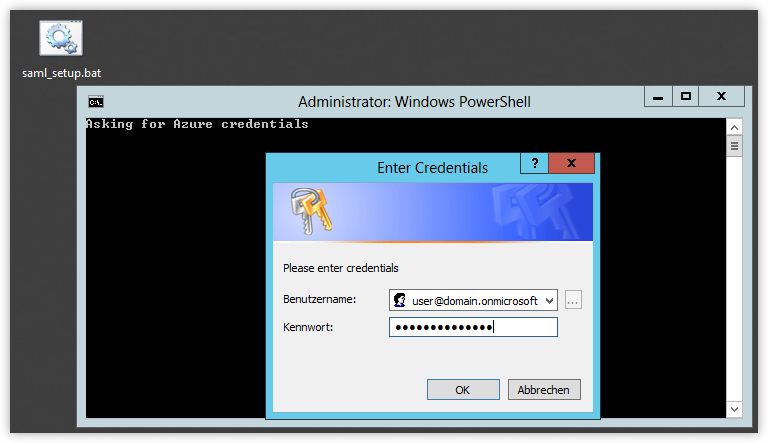 saml_setup.bat
Administrator: Windows PowerShell
Asking for Azure credentials
Enter Credentials
Please enter credentials
Benutzername:
user@domain.onmicrosoft
Kennwort:
••••••••••••••
OK
Abbrechen